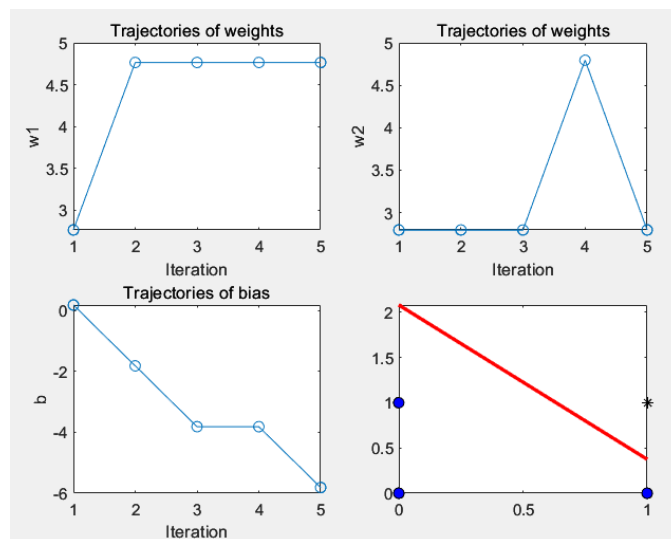 Trajectories of weights
5
4.5
4
3.5
3
w1
1 2 3 4 5
Iteration
Trajectories of weights
5
4.5
4
3.5
3
w2
1 2 3 4 5
Iteration
Trajectories of bias
0
-2
-4
-6
b
1 2 3 4 5
Iteration
2
1.5
1
0.5
0
0 0.5 1